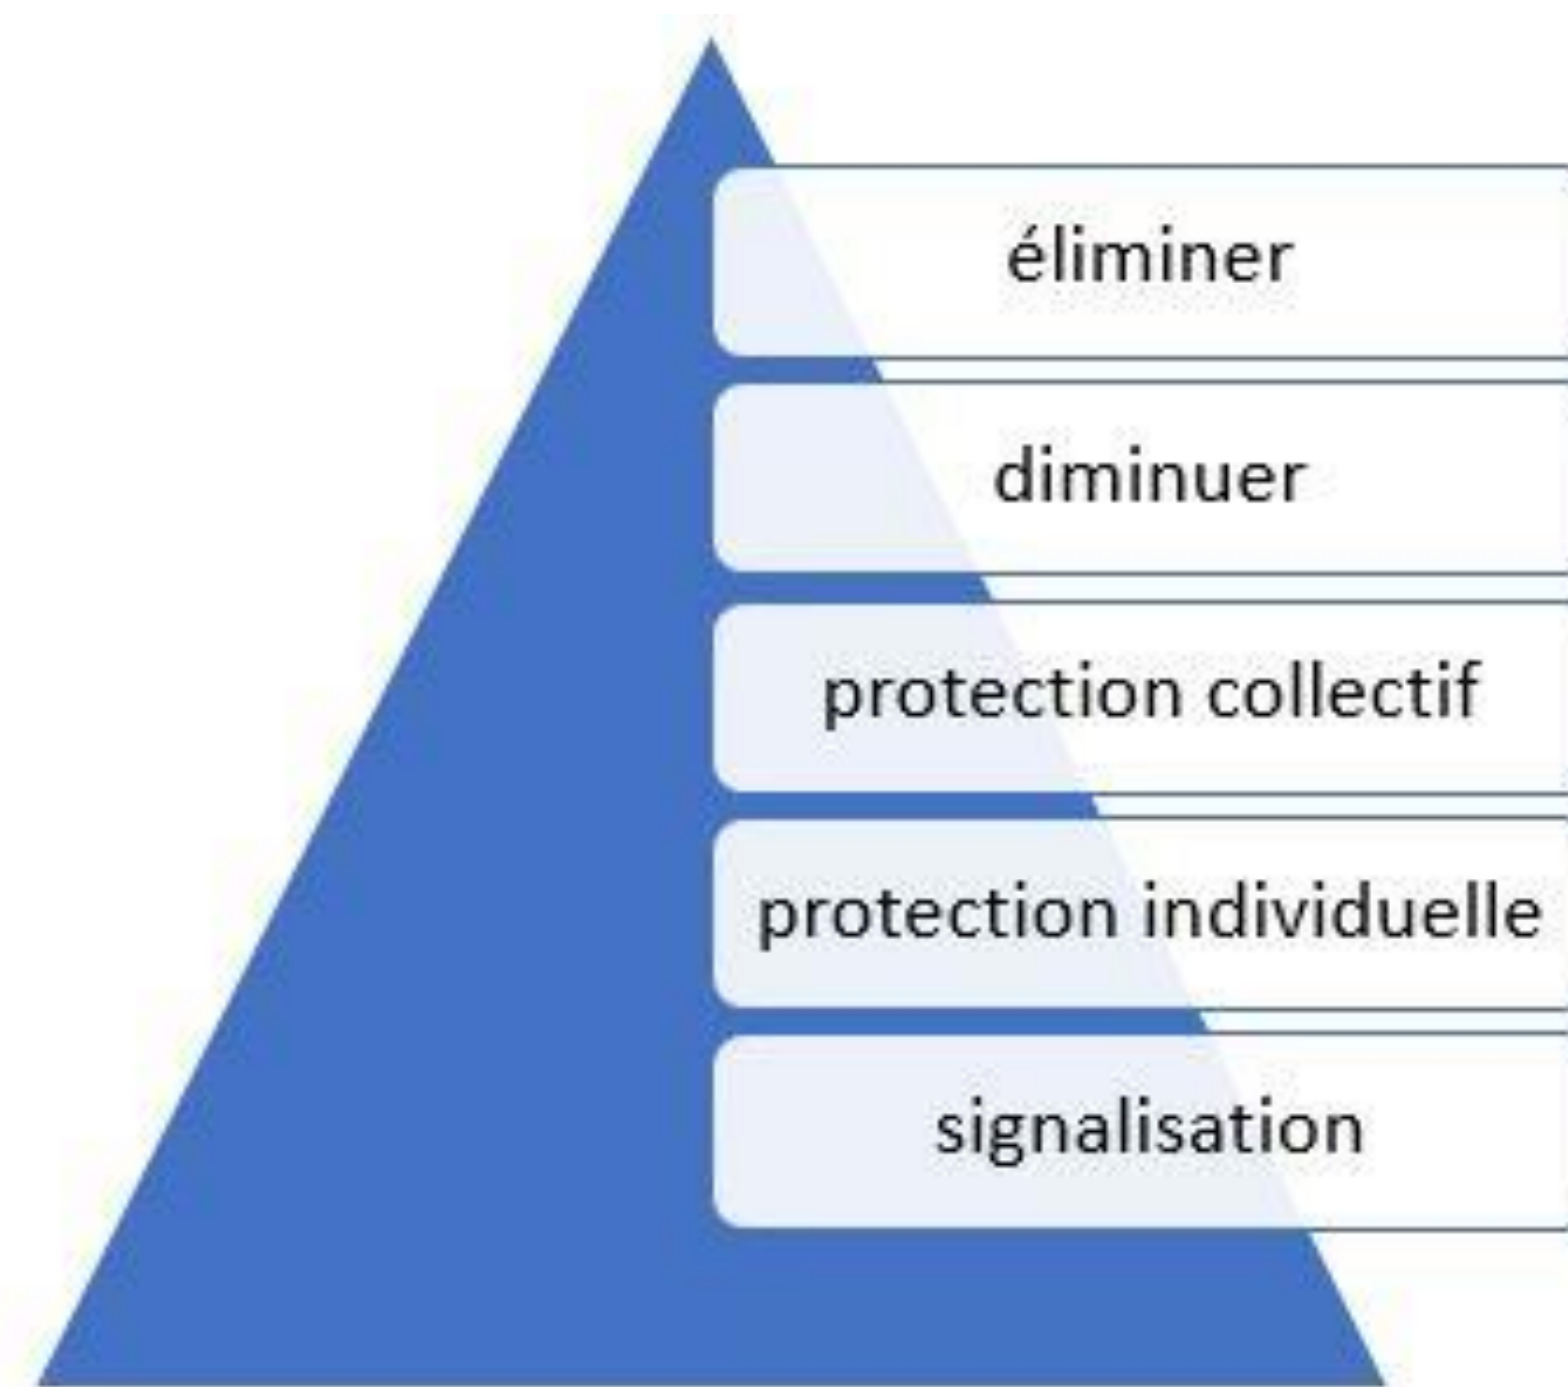 éliminer
diminuer
protection collectif
protection individuelle
signalisation